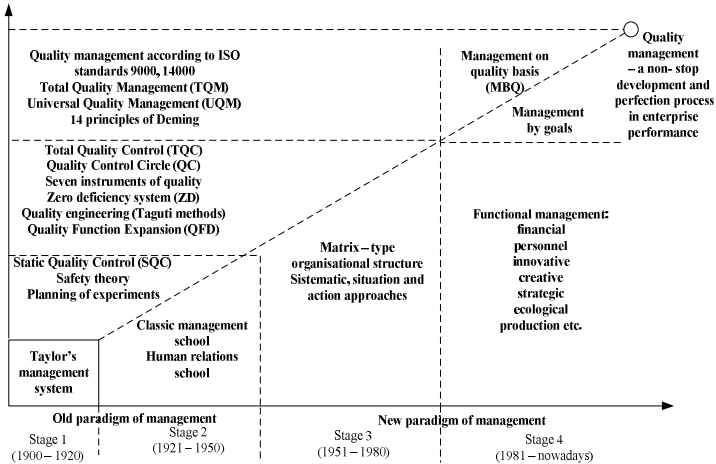 Quality management according to ISO
standards 9000, 14000
Total Quality Management (TQM)
Universal Quality Management (UQM)
14 principles of Deming
Management on
quality basis
(MBQ)
Management
by goals
Quality
management
– a non- stop
development and
perfection process
in enterprise
performance
Total Quality Control (TQC)
Quality Control Circle (QC)
Seven instruments of quality
Zero deficiency system (ZD)
Quality engineering (Taguti methods)
Quality Function Expansion (QFD)
Static Quality Control (SQC)
Safety theory
Planning of experiments
Matrix – type
organisational structure
Sistematic, situation and
action approaches
Functional management:
financial
personnel
innovative
creative
strategic
ecological
production etc.
Taylor's
management
system
Classic management
school
Human relations
school
Old paradigm of management
New paradigm of management
Stage 1
(1900 – 1920)
Stage 2
(1921 – 1950)
Stage 3
(1951 – 1980)
Stage 4
(1981 – nowadays)